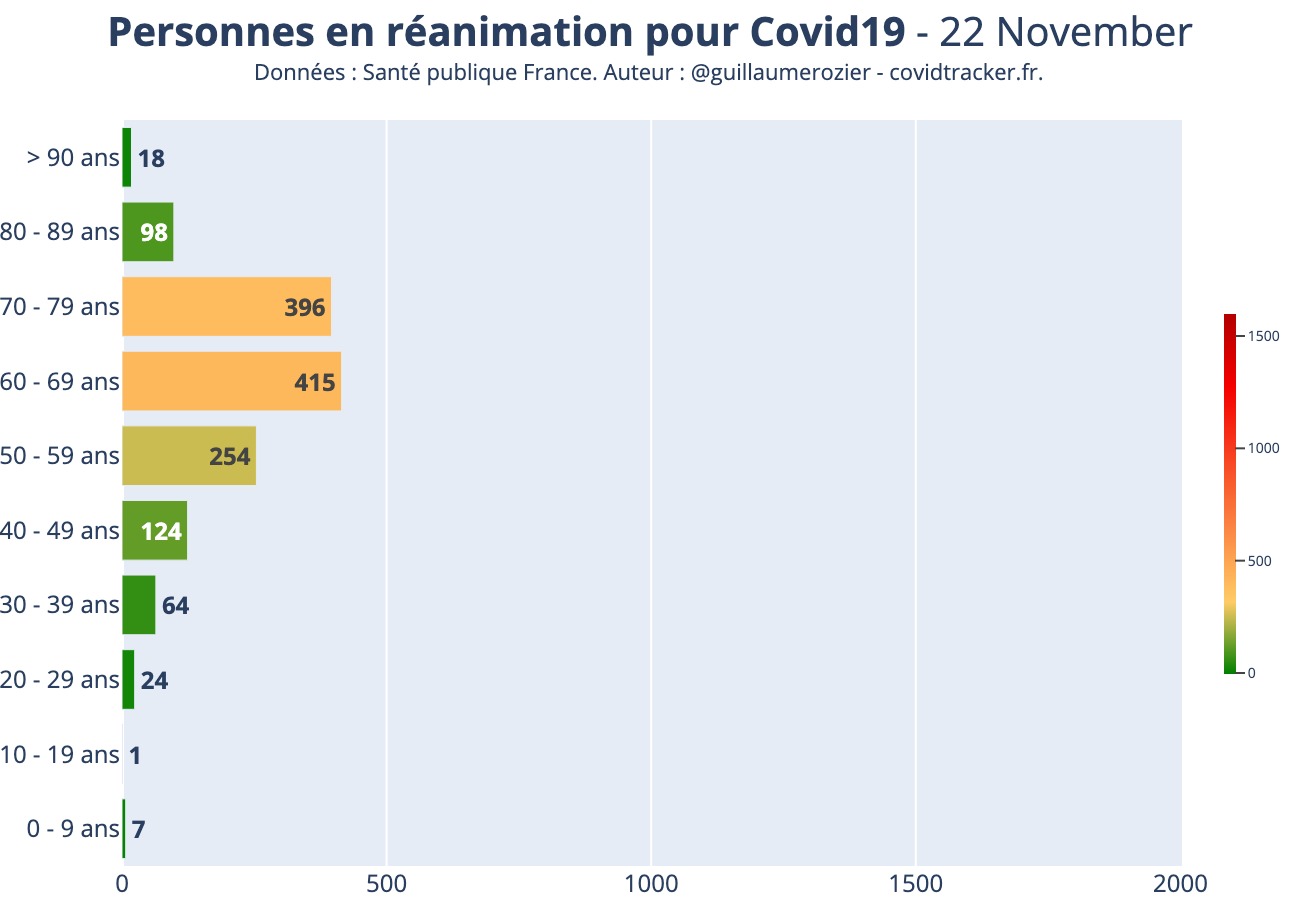 Personnes en réanimation pour Covid19 - 22 November
Données : Santé publique France. Auteur : @guillaumerozier - covidtracker.fr.
> 90 ans 18
80 - 89 ans 98
70 - 79 ans 396
60 - 69 ans 415
50 - 59 ans 254
40 - 49 ans 124
30 - 39 ans 64
20 - 29 ans 24
10 - 19 ans 1
0 - 9 ans 7
0 500 1000 1500 2000
1500
1000
500
0